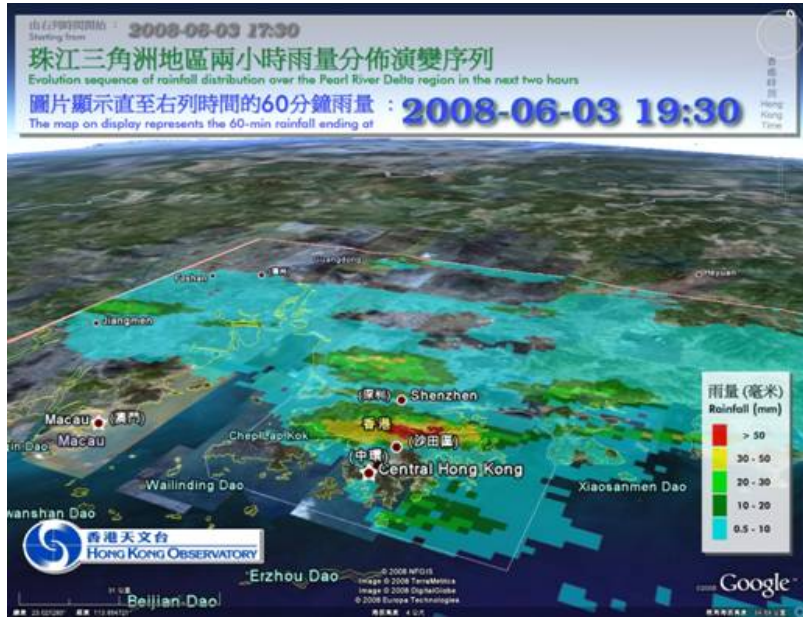 由右列時間開始 :
Starting from
2008-06-03 17:30
珠江三角洲地區兩小時雨量分佈演變序列
Evolution sequence of rainfall distribution over the Pearl River Delta region in the next two hours
圖片顯示直至右列時間的60分鐘雨量 :
The map on display represents the 60-min rainfall ending at
2008-06-03 19:30
香港時間
Hong
Kong
Time
Guangdong
Foshan
Heyuan
Jiangmen
(深圳) Shenzhen
Macau (澳門)
Macau
香港
(沙田區)
Chep Lap Kok
(中環)
Central Hong Kong
Wailinding Dao
Xiaosanmen Dao
wanshan Dao
Erzhou Dao
Beijian Dao
雨量 (毫米)
Rainfall (mm)
> 50
30 - 50
20 - 30
10 - 20
0.5 - 10
香港天文台
HONG KONG OBSERVATORY
© 2008 NFGIS
Image © 2008 TerraMetrics
Image © 2008 DigitalGlobe
© 2008 Europa Technologies
Google